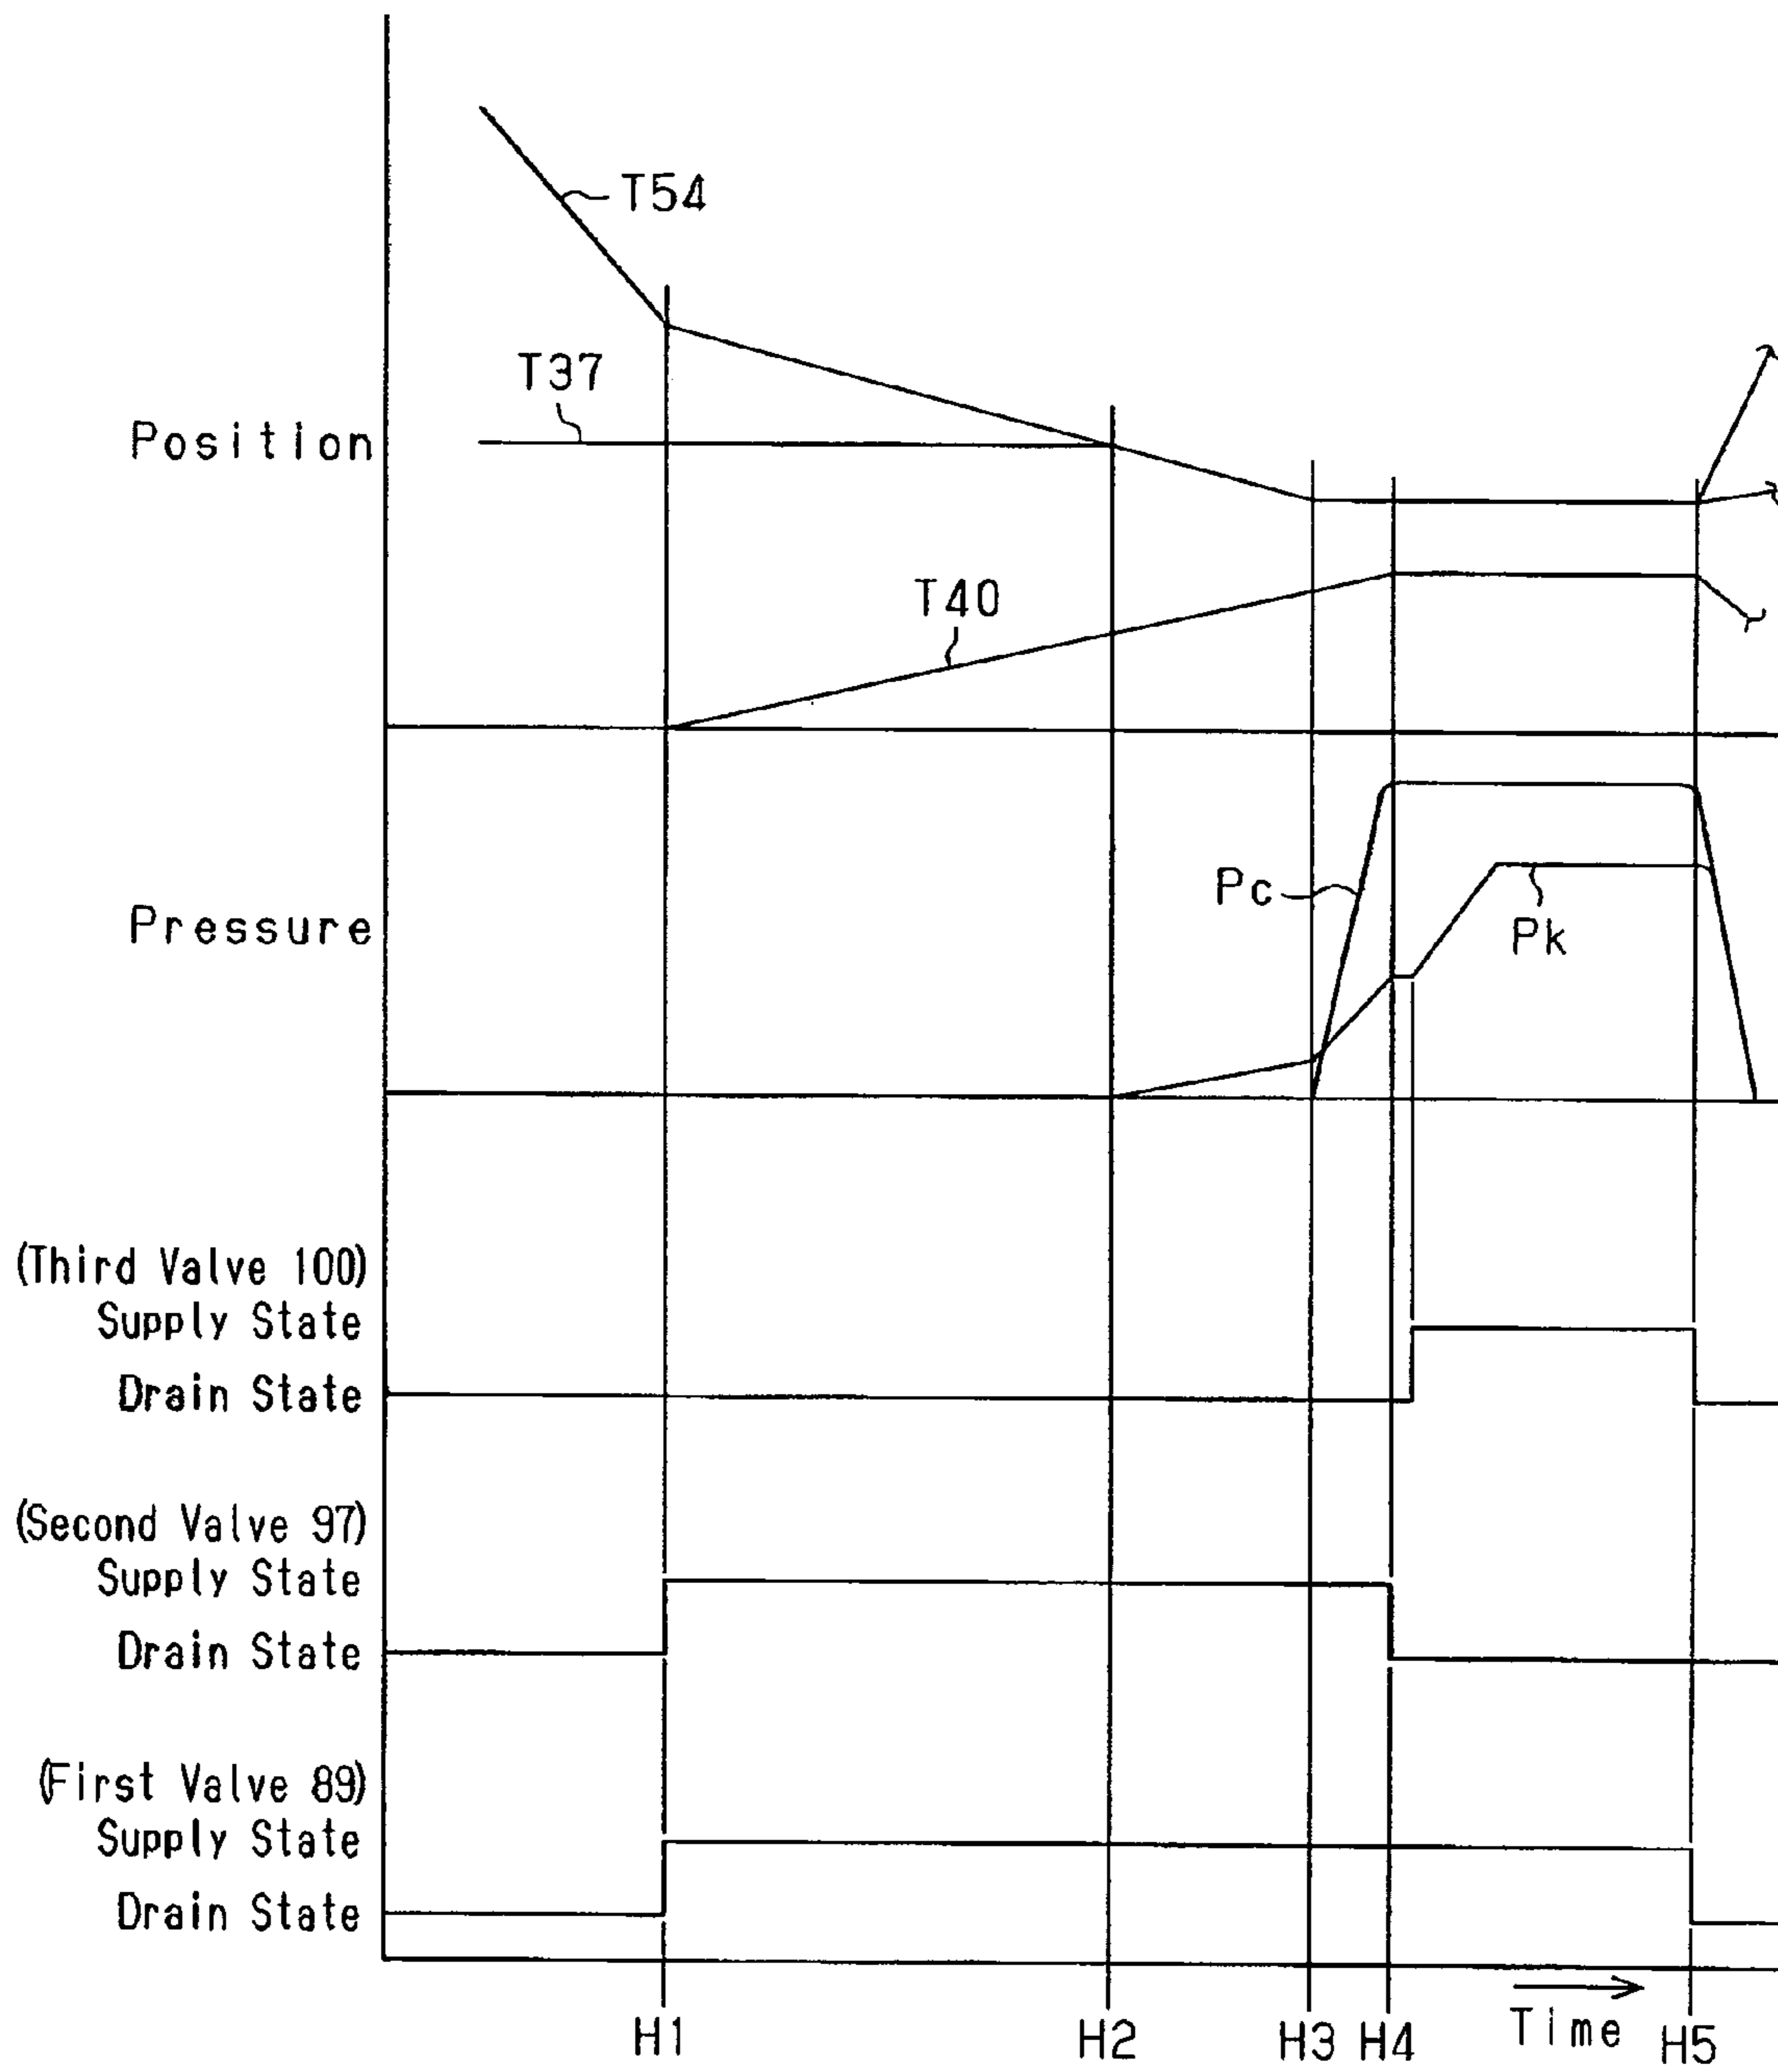 T54
T37
Position
T40
Pc
Pk
Pressure
(Third Valve 100)
Supply State
Drain State
(Second Valve 97)
Supply State
Drain State
(First Valve 89)
Supply State
Drain State
Time
H1 H2 H3 H4 H5